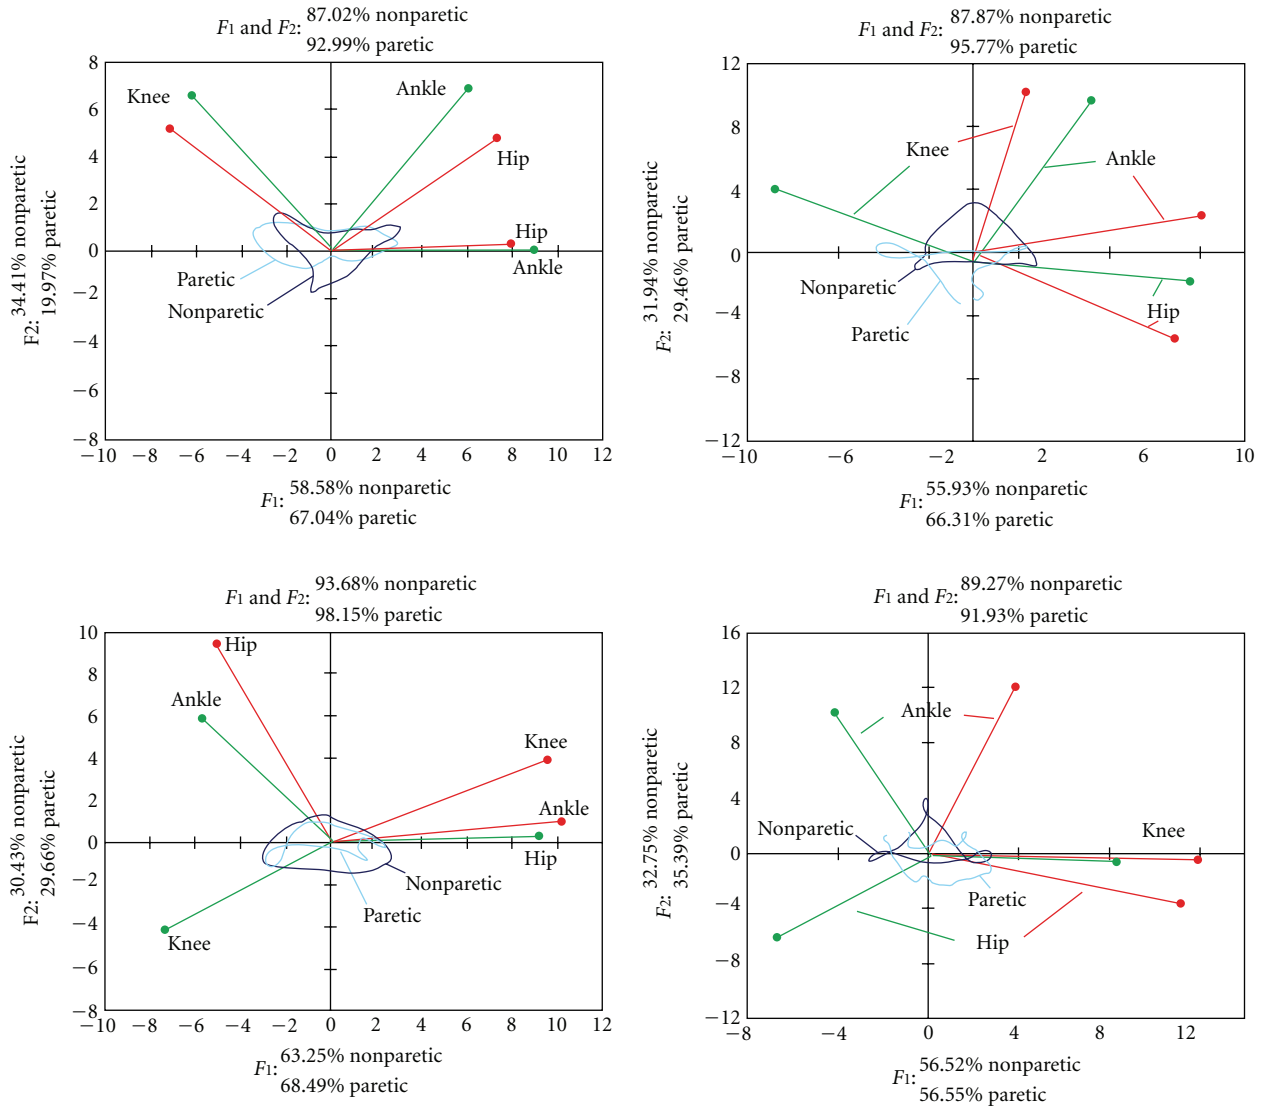 F1 and F2: 87.02% nonparetic
92.99% paretic
8
6
4
2
0
−2
−4
−6
−8
Knee
Ankle
Hip
Hip
Ankle
Paretic
Nonparetic
F2: 34.41% nonparetic
19.97% paretic
−10 −8 −6 −4 −2 0 2 4 6 8 10 12
F1: 58.58% nonparetic
67.04% paretic
F1 and F2: 87.87% nonparetic
95.77% paretic
12
8
4
0
−4
−8
−12
Knee
Ankle
Nonparetic
Hip
Paretic
F2: 31.94% nonparetic
29.46% paretic
−10 −6 −2 2 6 10
F1: 55.93% nonparetic
66.31% paretic
F1 and F2: 93.68% nonparetic
98.15% paretic
10
8
6
4
2
0
−2
−4
−6
−8
Hip
Ankle
Knee
Ankle
Hip
Nonparetic
Paretic
Knee
F2: 30.43% nonparetic
29.66% paretic
−10 −8 −6 −4 −2 0 2 4 6 8 10 12
F1: 63.25% nonparetic
68.49% paretic
F1 and F2: 89.27% nonparetic
91.93% paretic
16
12
8
4
0
−4
−8
−12
Ankle
Nonparetic
Knee
Paretic
Hip
F2: 32.75% nonparetic
35.39% paretic
−8 −4 0 4 8 12
F1: 56.52% nonparetic
56.55% paretic